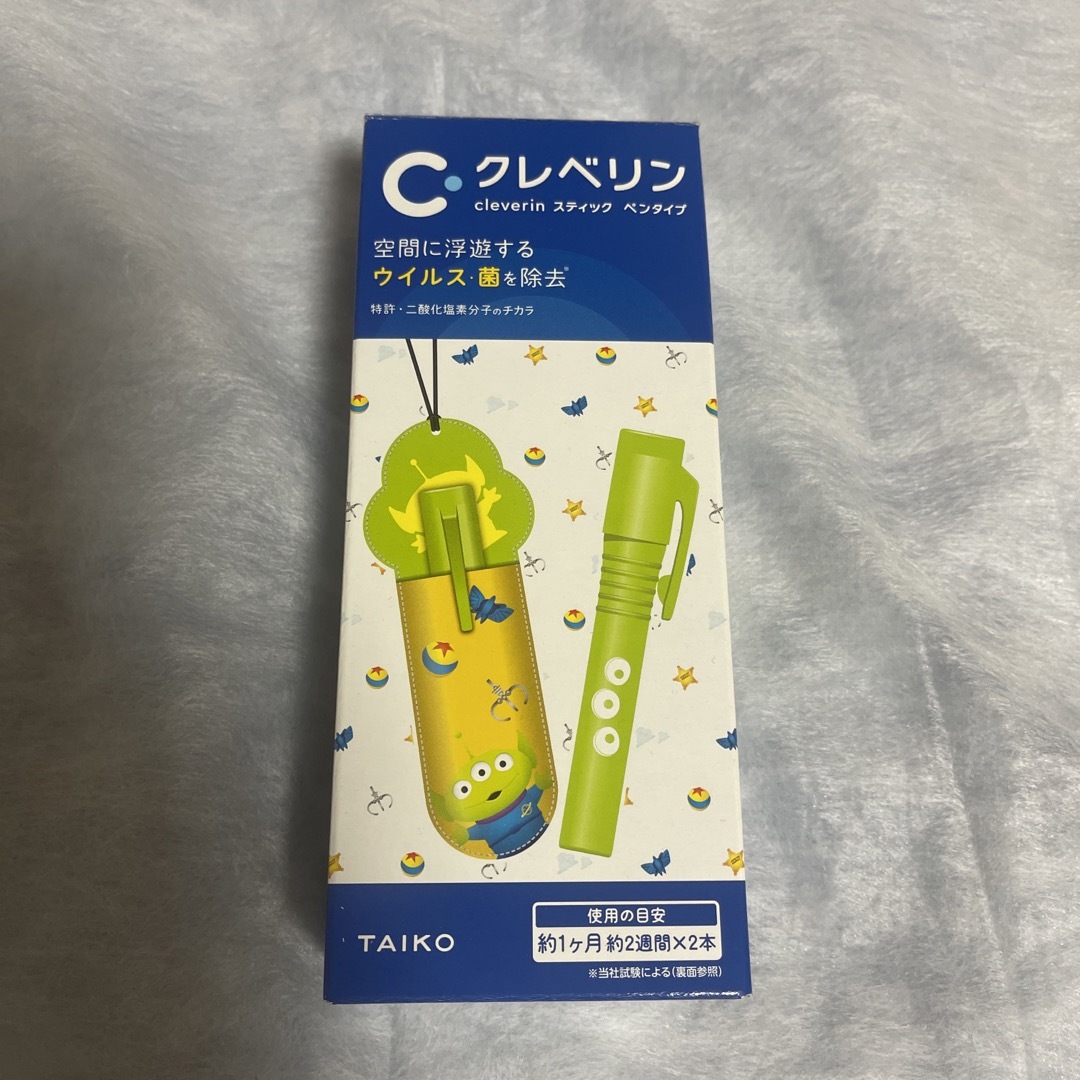 クレベリン
cleverin スティック ペンタイプ
空間に浮遊する
ウイルス・菌を除去※
特許・二酸化塩素分子のチカラ
TAIKO
使用の目安
約1ヶ月 約2週間×2本
※当社試験による(裏面参照)